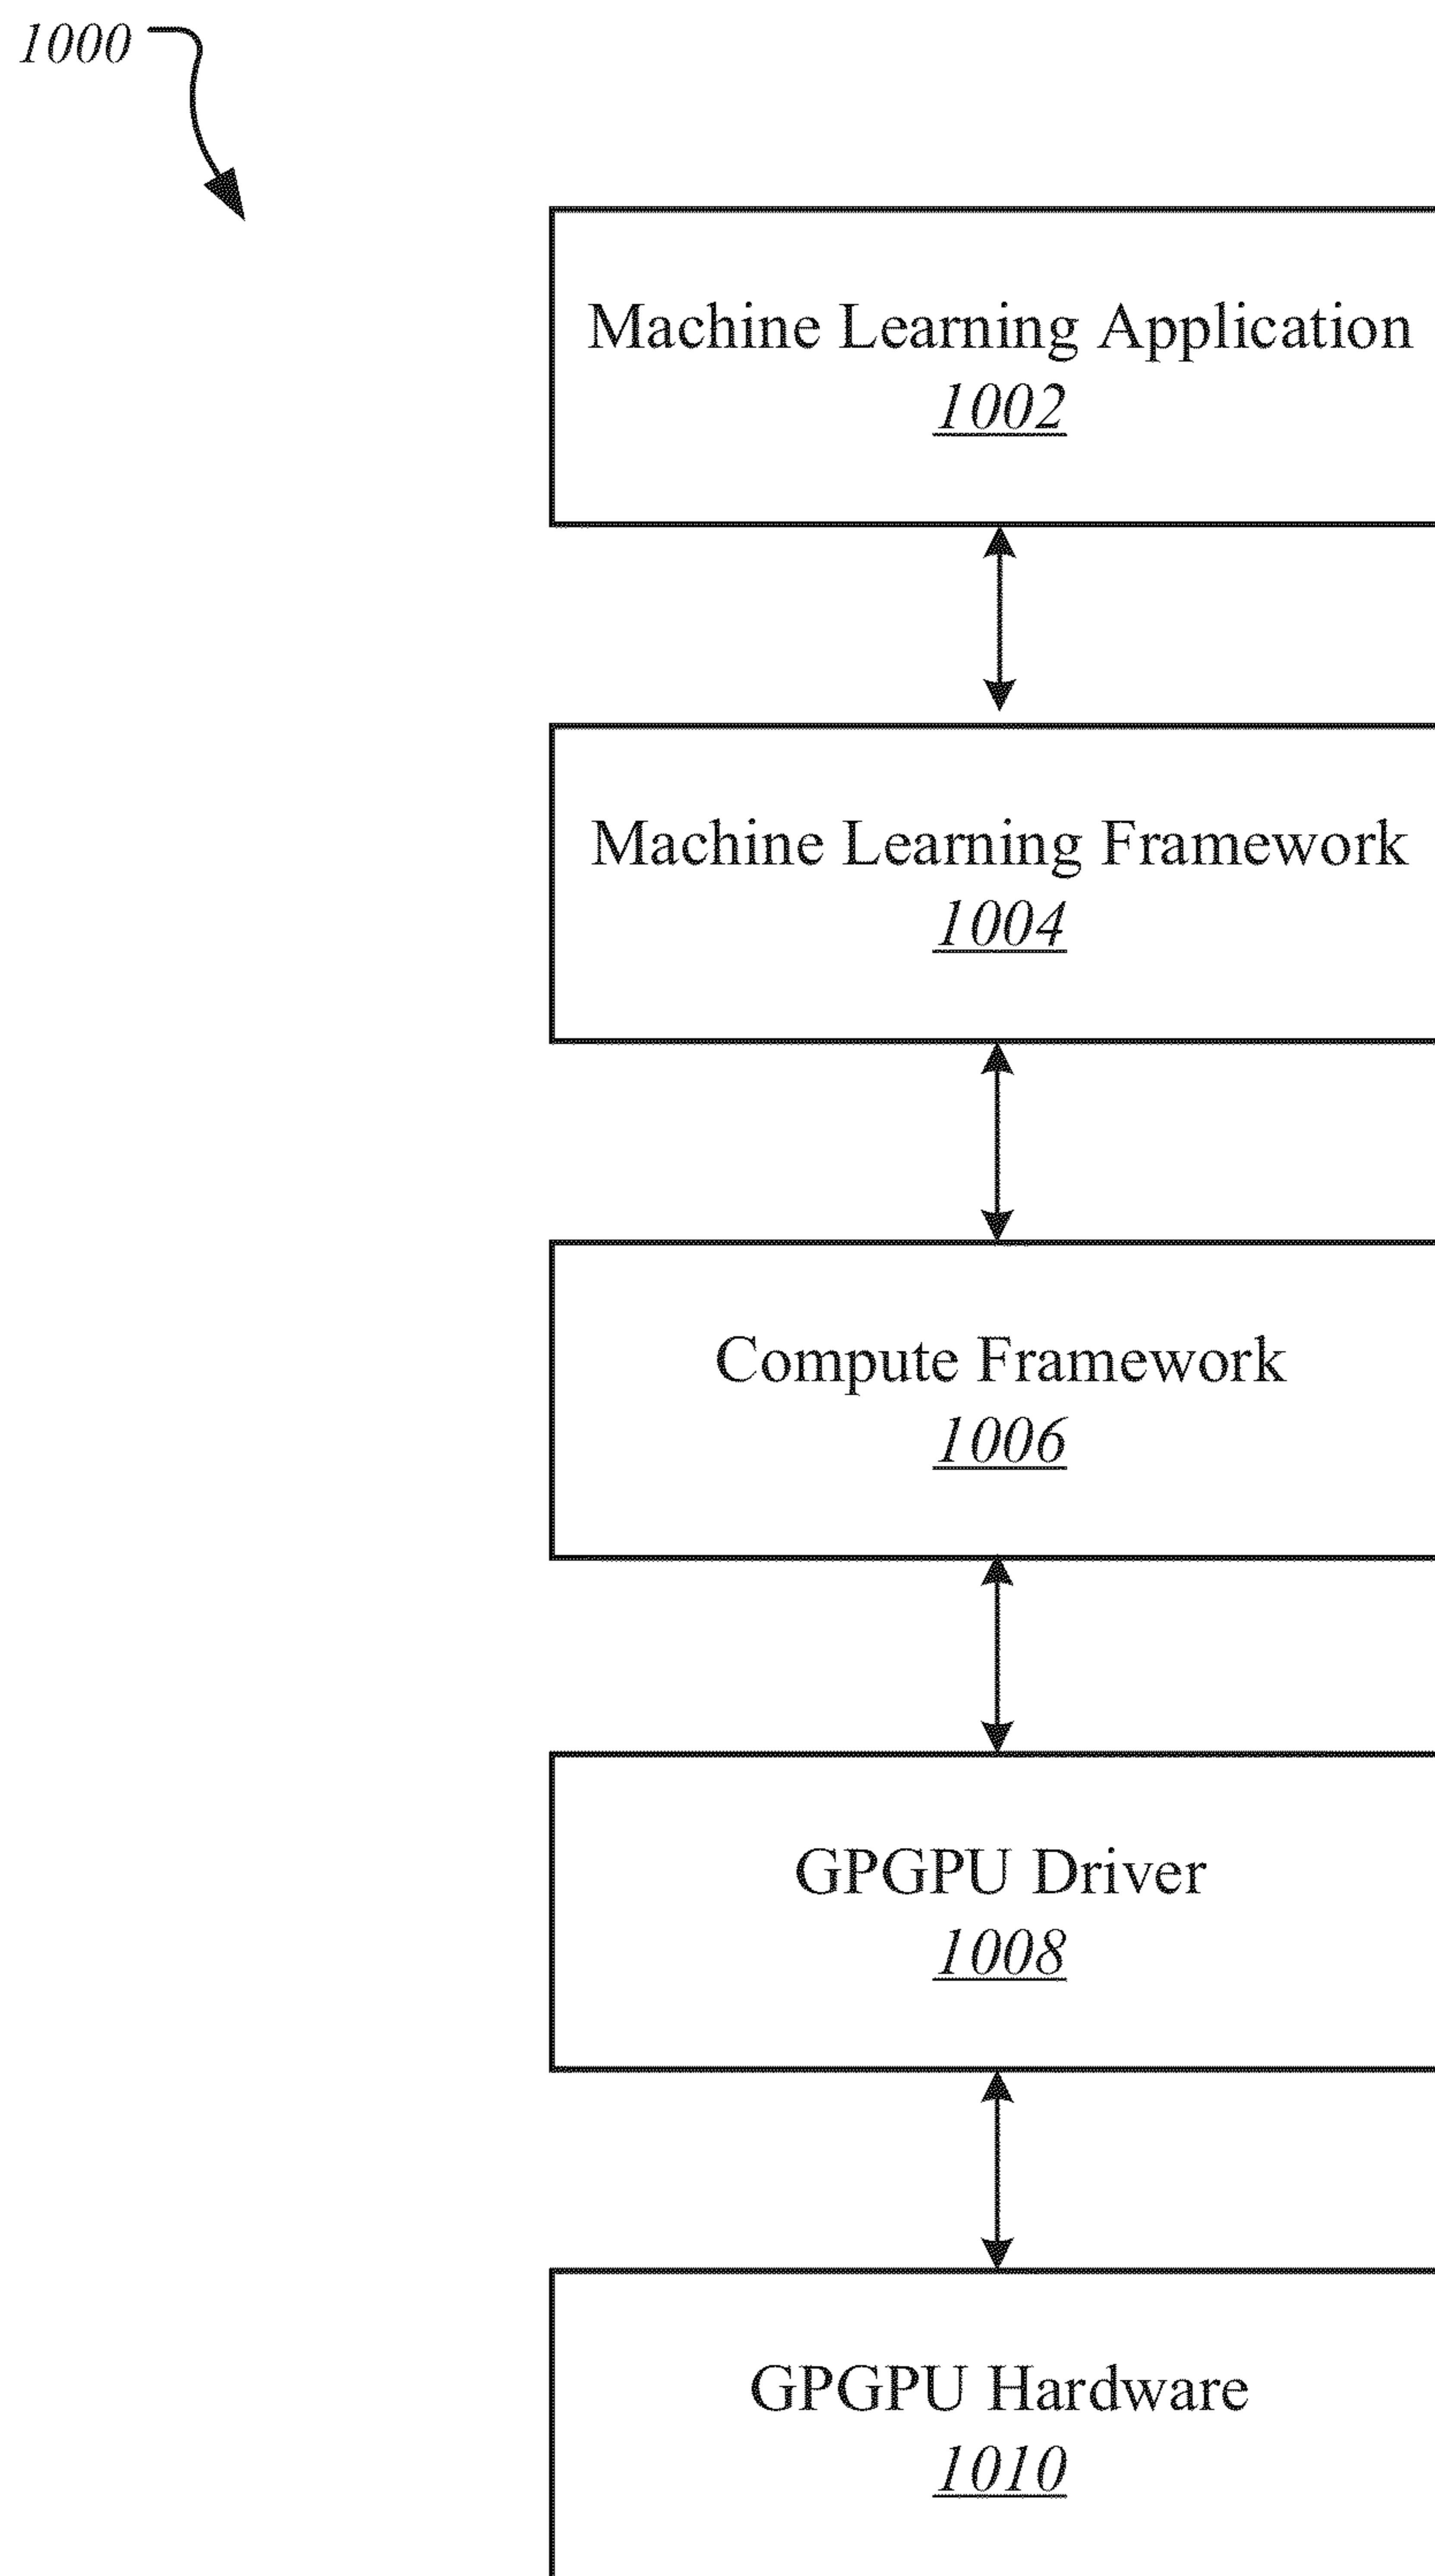 1000
Machine Learning Application
1002
Machine Learning Framework
1004
Compute Framework
1006
GPGPU Driver
1008
GPGPU Hardware
1010